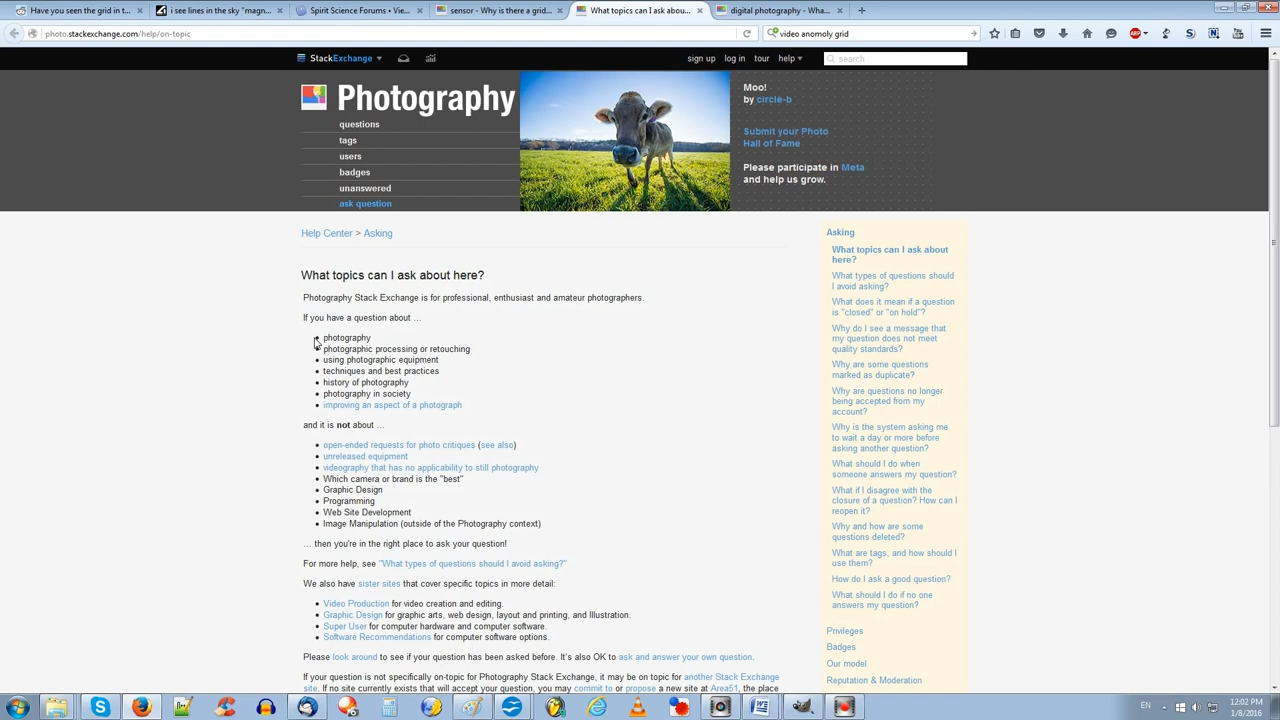 Have you seen the grid in t...
i see lines in the sky "magn...
Spirit Science Forums • Vie...
sensor - Why is there a grid...
What topics can I ask abou...
digital photography - Wha...
photo.stackexchange.com/help/on-topic
video anomoly grid
StackExchange
sign up log in tour help
search
Photography
questions
tags
users
badges
unanswered
ask question
Moo!
by circle-b
Submit your Photo
Hall of Fame
Please participate in Meta
and help us grow.
Help Center > Asking
What topics can I ask about here?
Photography Stack Exchange is for professional, enthusiast and amateur photographers.
If you have a question about ...
• photography
• photographic processing or retouching
• using photographic equipment
• techniques and best practices
• history of photography
• photography in society
• improving an aspect of a photograph
and it is not about ...
• open-ended requests for photo critiques (see also)
• unreleased equipment
• videography that has no applicability to still photography
• Which camera or brand is the "best"
• Graphic Design
• Programming
• Web Site Development
• Image Manipulation (outside of the Photography context)
... then you're in the right place to ask your question!
For more help, see "What types of questions should I avoid asking?"
We also have sister sites that cover specific topics in more detail:
• Video Production for video creation and editing.
• Graphic Design for graphic arts, web design, layout and printing, and Illustration.
• Super User for computer hardware and computer software.
• Software Recommendations for computer software options.
Please look around to see if your question has been asked before. It's also OK to ask and answer your own question.
If your question is not specifically on-topic for Photography Stack Exchange, it may be on topic for another Stack Exchange
site. If no site currently exists that will accept your question, you may commit to or propose a new site at Area51, the place
Asking
What topics can I ask about
here?
What types of questions should
I avoid asking?
What does it mean if a question
is "closed" or "on hold"?
Why do I see a message that
my question does not meet
quality standards?
Why are some questions
marked as duplicate?
Why are questions no longer
being accepted from my
account?
Why is the system asking me
to wait a day or more before
asking another question?
What should I do when
someone answers my question?
What if I disagree with the
closure of a question? How can I
reopen it?
Why and how are some
questions deleted?
What are tags, and how should I
use them?
How do I ask a good question?
What should I do if no one
answers my question?
Privileges
Badges
Our model
Reputation & Moderation
EN
12:02 PM
1/8/2016